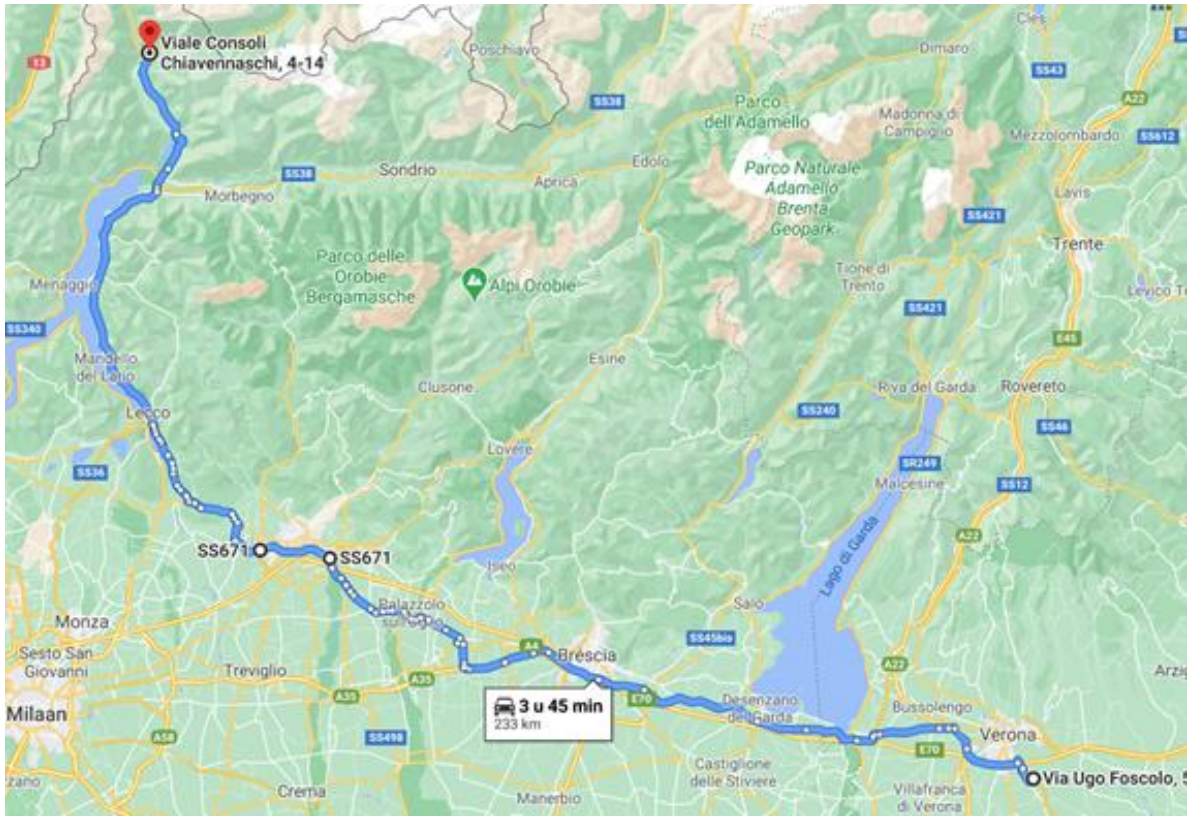 Viale Consoli
Chiavennaschi, 4-14
Poschiavo
Cles
Dimaro
SS43
SS38
A22
Parco
dell'Adamello
Madonna di
Campiglio
Mezzolombardo
SS612
Sondrio
SS38
Edolo
Aprica
Morbegno
Parco Naturale
Adamello
Brenta
Geopark
Lavis
SS421
Trente
Parco delle
Orobie
Bergamasche
Alpi Orobie
Menaggio
Tione di
Trento
Levico Te
SS421
SS340
E45
Mandello
del Lario
Esine
Clusone
Riva del Garda
Rovereto
Lecco
SS240
SS46
Lovere
SS36
SR249
Malcesine
SS12
A22
Lago di Garda
SS671
SS671
Iseo
Monza
Palazzolo
sull'Oglio
Salò
SS45bis
Sesto San
Giovanni
Treviglio
A4
Brescia
A22
Arzig
A35
A35
E70
3 u 45 min
233 km
Desenzano
del Garda
Bussolengo
Milaan
Verona
A58
SS498
E70
Via Ugo Foscolo, 5
Castiglione
delle Stiviere
Villafranca
di Verona
Crema
Manerbio